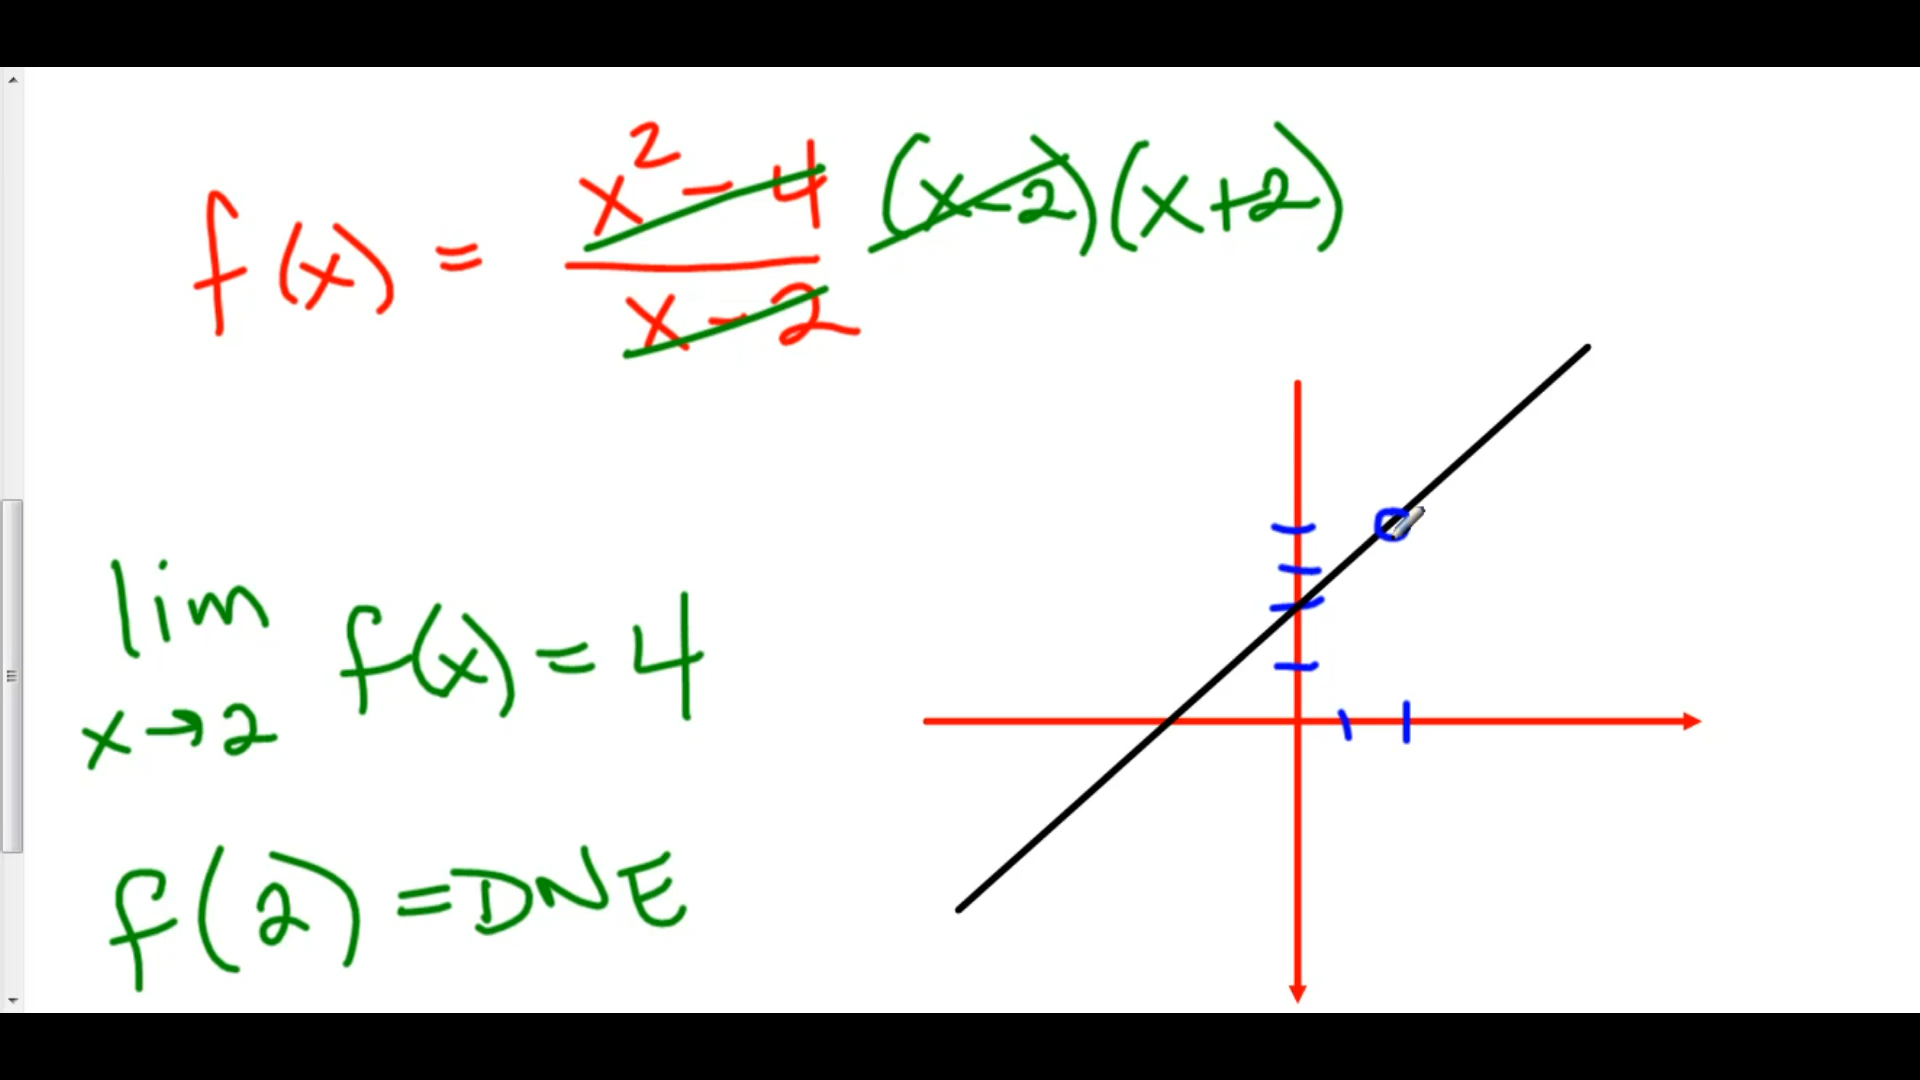 f(x) = x² - 4 (x-2)(x+2)
x - 2
lim f(x) = 4
x→2
f(2) = DNE